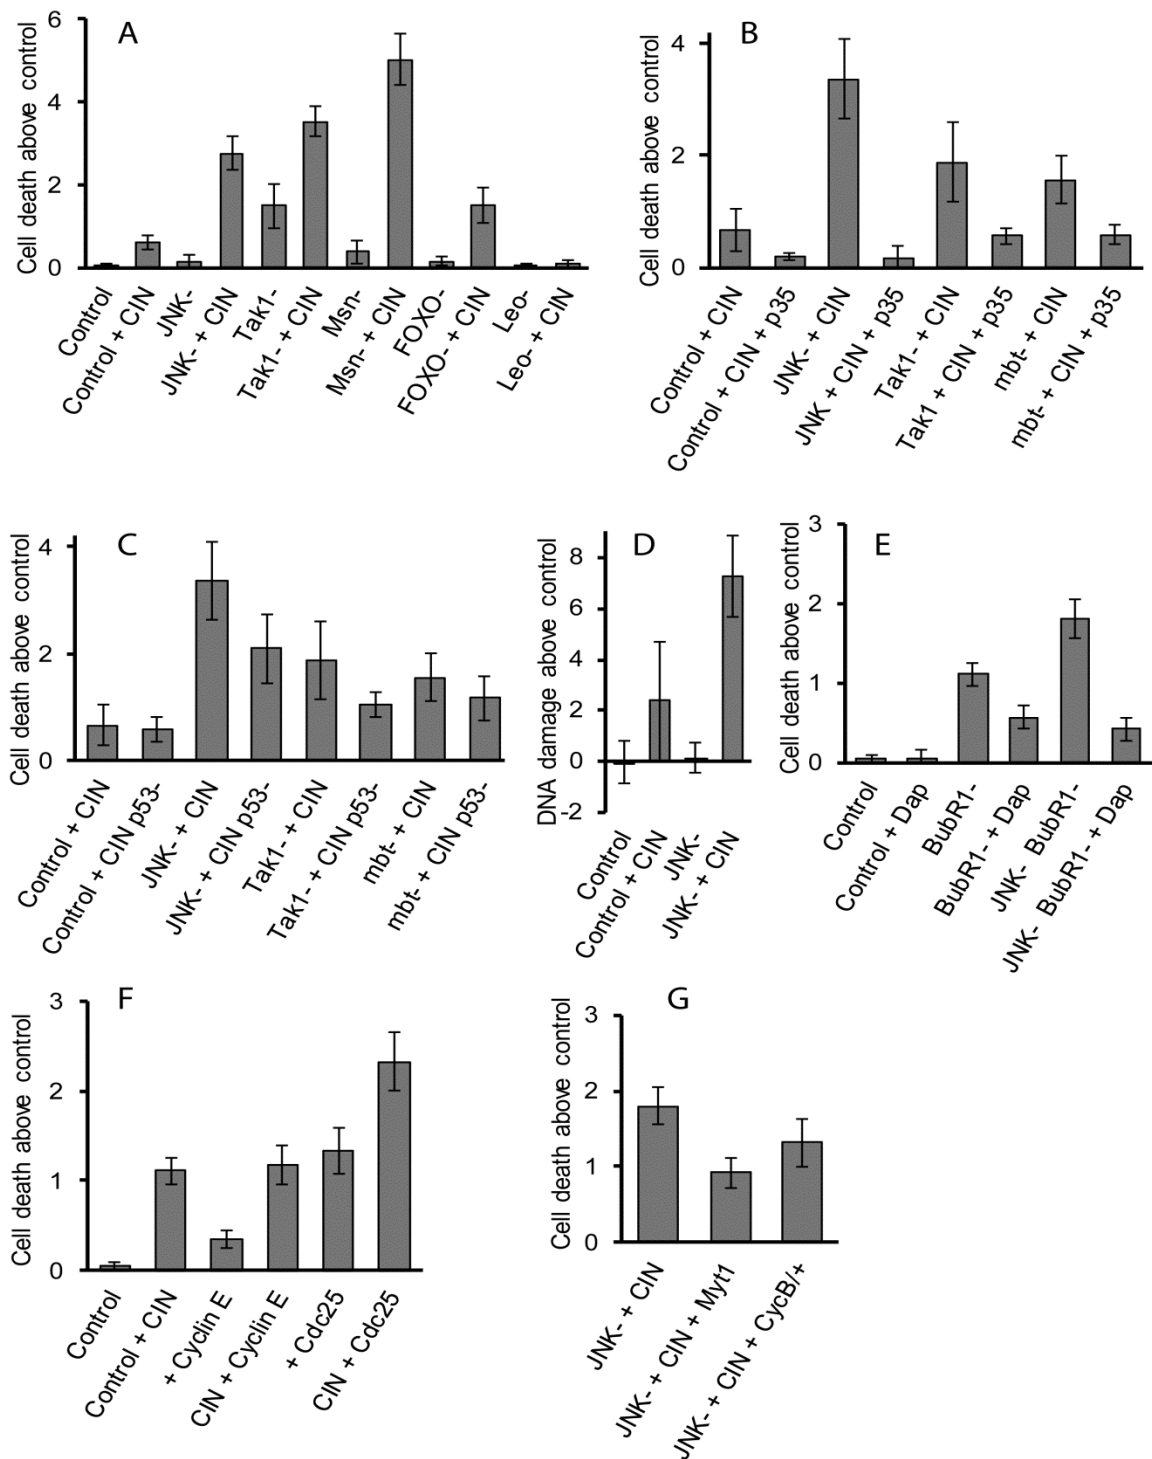 A
Cell death above control
6
4
2
0
Control
Control + CIN
JNK-
JNK- + CIN
Tak1-
Tak1- + CIN
Msn-
Msn- + CIN
FOXO-
FOXO- + CIN
Leo-
Leo- + CIN
B
Cell death above control
4
2
0
Control + CIN
Control + CIN + p35
JNK- + CIN
JNK + CIN + p35
Tak1- + CIN
Tak1 + CIN + p35
mbt- + CIN
mbt- + CIN + p35
C
Cell death above control
4
2
0
Control + CIN
Control + CIN p53-
JNK- + CIN
JNK- + CIN p53-
Tak1- + CIN
Tak1- + CIN p53-
mbt- + CIN
mbt- + CIN p53-
D
DNA damage above control
8
6
4
2
0
-2
Control
Control + CIN
JNK-
JNK- + CIN
E
Cell death above control
3
2
1
0
Control
Control + Dap
BubR1-
BubR1- + Dap
JNK- BubR1-
JNK- BubR1- + Dap
F
Cell death above control
3
2
1
0
Control
Control + CIN
+ Cyclin E
CIN + Cyclin E
+ Cdc25
CIN + Cdc25
G
Cell death above control
3
2
1
0
JNK- + CIN
JNK- + CIN + Myt1
JNK- + CIN + CycB/+